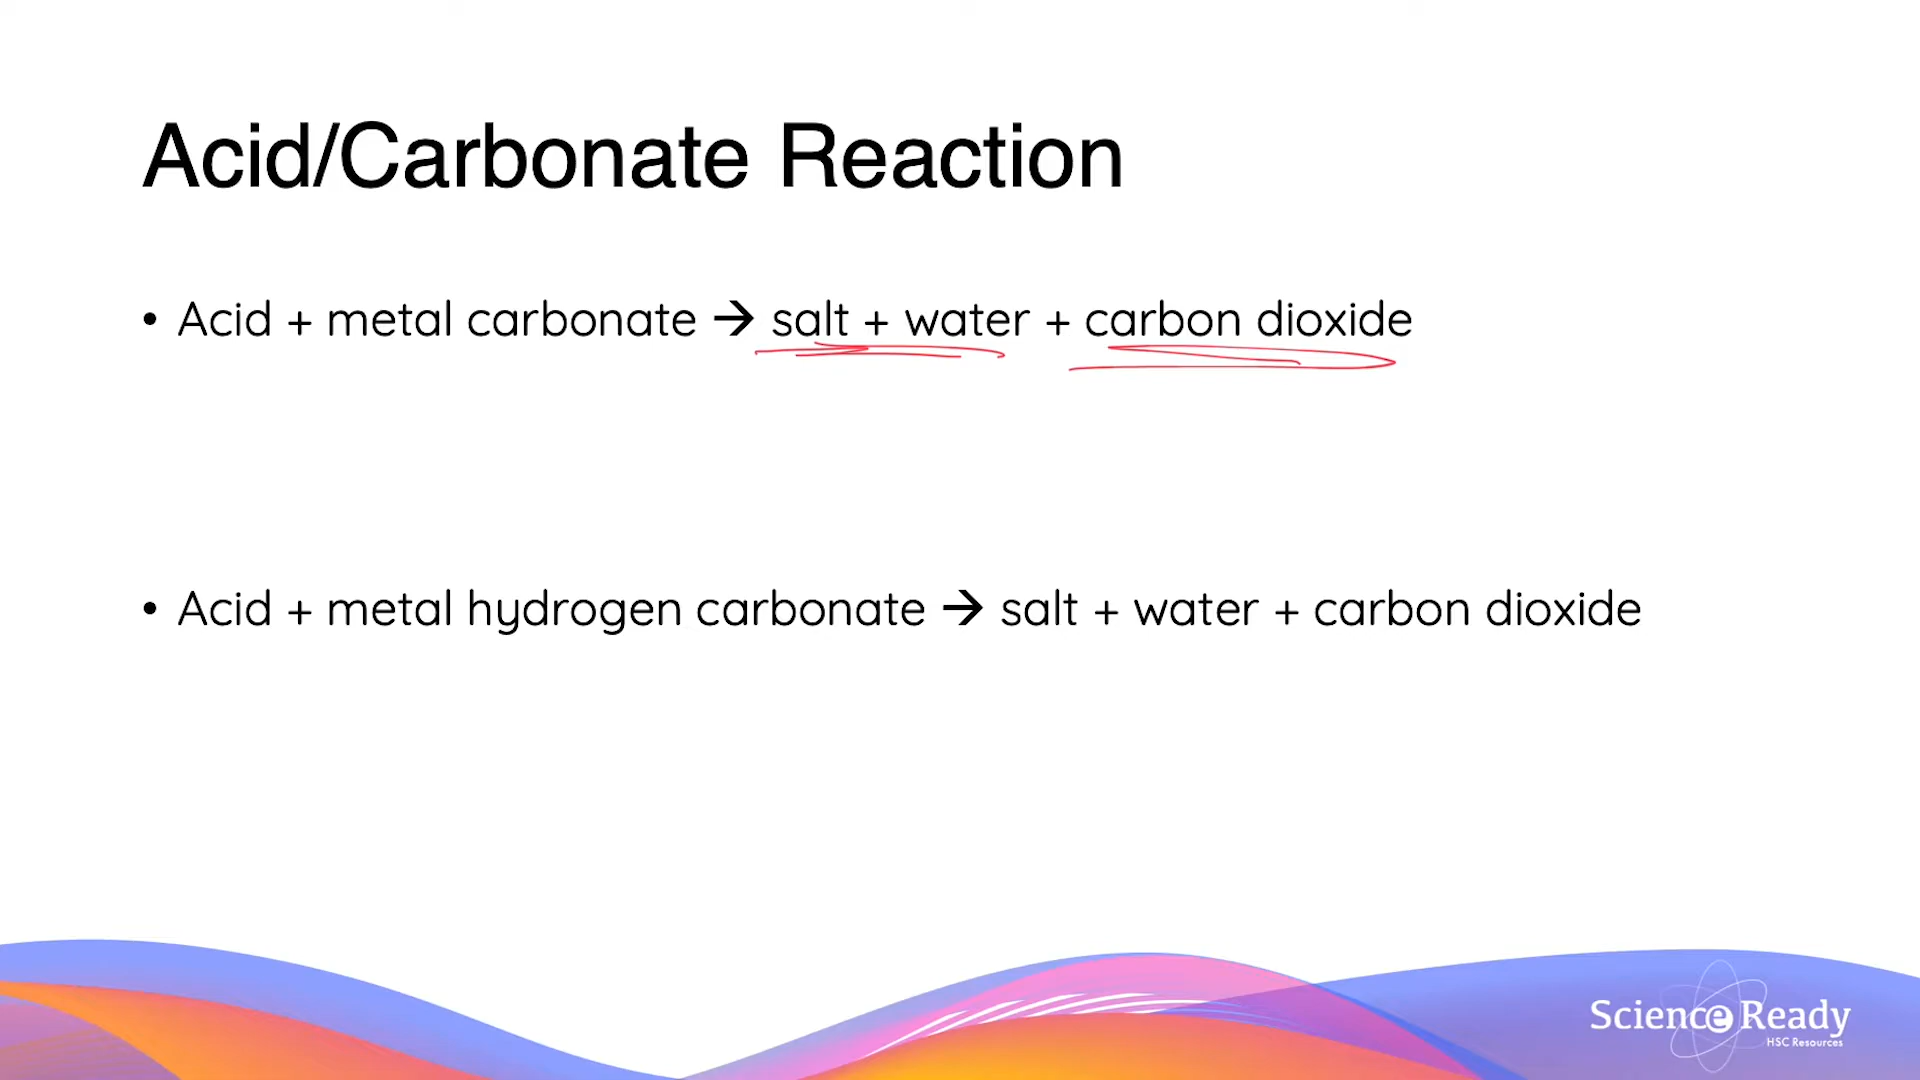 Acid/Carbonate Reaction
• Acid + metal carbonate → salt + water + carbon dioxide
• Acid + metal hydrogen carbonate → salt + water + carbon dioxide
Science Ready
HSC Resources